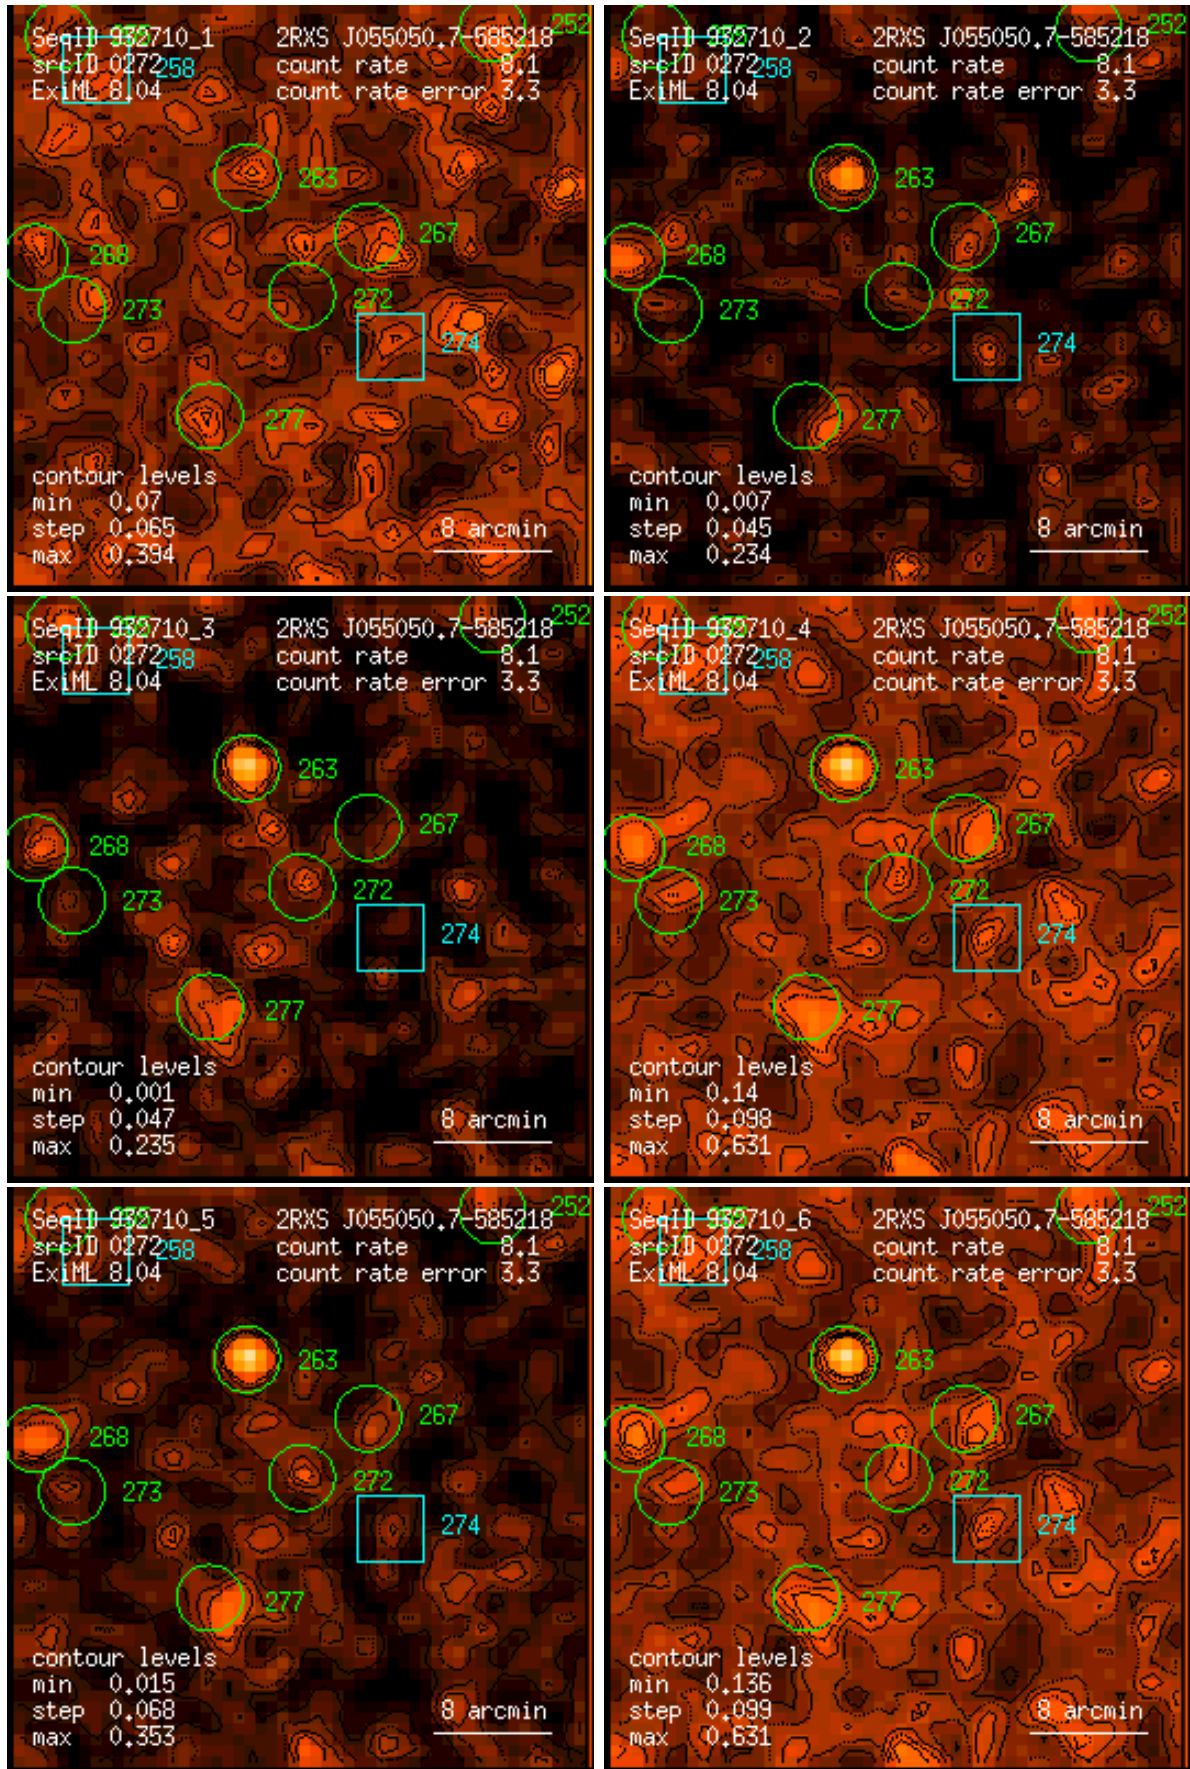 SeqID 932710_1 2RXS J055050.7-585218 252
srcID 0272 258 count rate 8.1
ExiML 8.04 count rate error 3.3
263
267
268
273
272
274
277
contour levels
min 0.07
step 0.065 8 arcmin
max 0.394
SeqID 932710_2 2RXS J055050.7-585218 252
srcID 0272 258 count rate 8.1
ExiML 8.04 count rate error 3.3
263
267
268
273
272
274
277
contour levels
min 0.007
step 0.045 8 arcmin
max 0.234
SeqID 932710_3 2RXS J055050.7-585218 252
srcID 0272 258 count rate 8.1
ExiML 8.04 count rate error 3.3
263
267
268
273
272
274
277
contour levels
min 0.001
step 0.047 8 arcmin
max 0.235
SeqID 932710_4 2RXS J055050.7-585218 252
srcID 0272 258 count rate 8.1
ExiML 8.04 count rate error 3.3
263
267
268
273
272
274
277
contour levels
min 0.14
step 0.098 8 arcmin
max 0.631
SeqID 932710_5 2RXS J055050.7-585218 252
srcID 0272 258 count rate 8.1
ExiML 8.04 count rate error 3.3
263
267
268
273
272
274
277
contour levels
min 0.015
step 0.068 8 arcmin
max 0.353
SeqID 932710_6 2RXS J055050.7-585218 252
srcID 0272 258 count rate 8.1
ExiML 8.04 count rate error 3.3
263
267
268
273
272
274
277
contour levels
min 0.136
step 0.099 8 arcmin
max 0.631